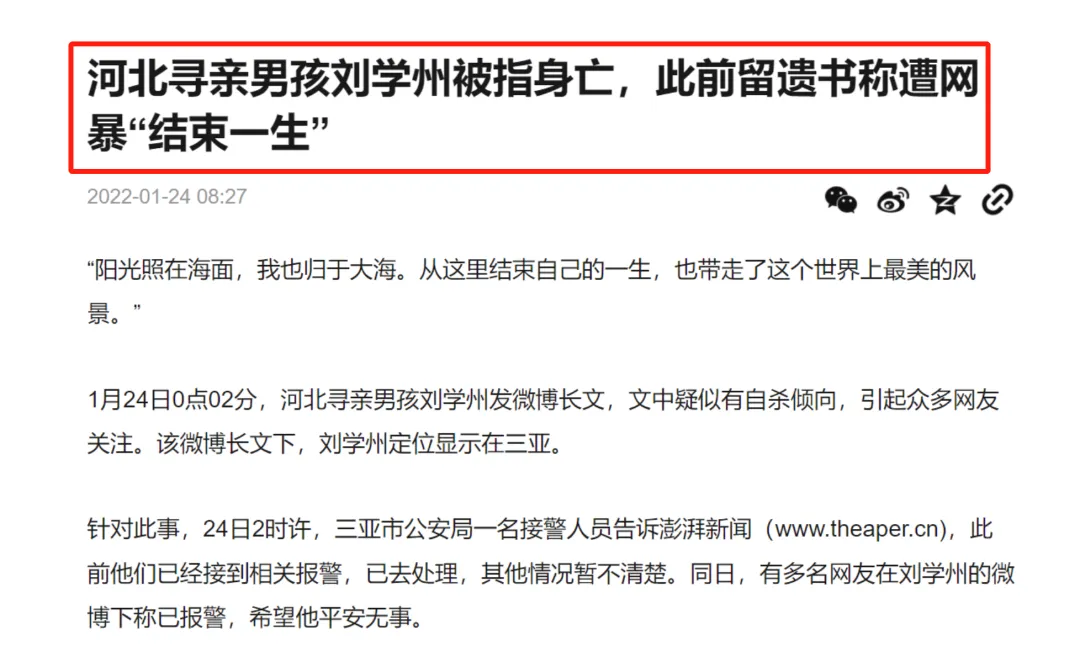 河北寻亲男孩刘学州被指身亡，此前留遗书称遭网
暴“结束一生”
2022-01-24 08:27
“阳光照在海面，我也归于大海。从这里结束自己的一生，也带走了这个世界上最美的风
景。”
1月24日0点02分，河北寻亲男孩刘学州发微博长文，文中疑似有自杀倾向，引起众多网友
关注。该微博长文下，刘学州定位显示在三亚。
针对此事，24日2时许，三亚市公安局一名接警人员告诉澎湃新闻（www.theaper.cn)，此
前他们已经接到相关报警，已去处理，其他情况暂不清楚。同日，有多名网友在刘学州的微
博下称已报警，希望他平安无事。